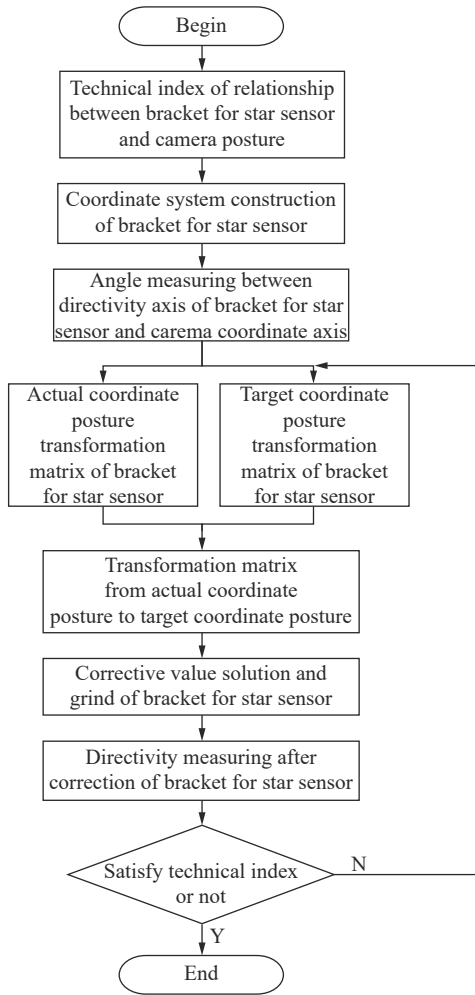 Begin
Technical index of relationship
between bracket for star sensor
and camera posture
Coordinate system construction
of bracket for star sensor
Angle measuring between
directivity axis of bracket for star
sensor and carema coordinate axis
Actual coordinate
posture
transformation
matrix of bracket
for star sensor
Target coordinate
posture
transformation
matrix of bracket
for star sensor
Transformation matrix
from actual coordinate
posture to target coordinate posture
Corrective value solution and
grind of bracket for star sensor
Directivity measuring after
correction of bracket for star sensor
Satisfy technical index
or not
N
Y
End